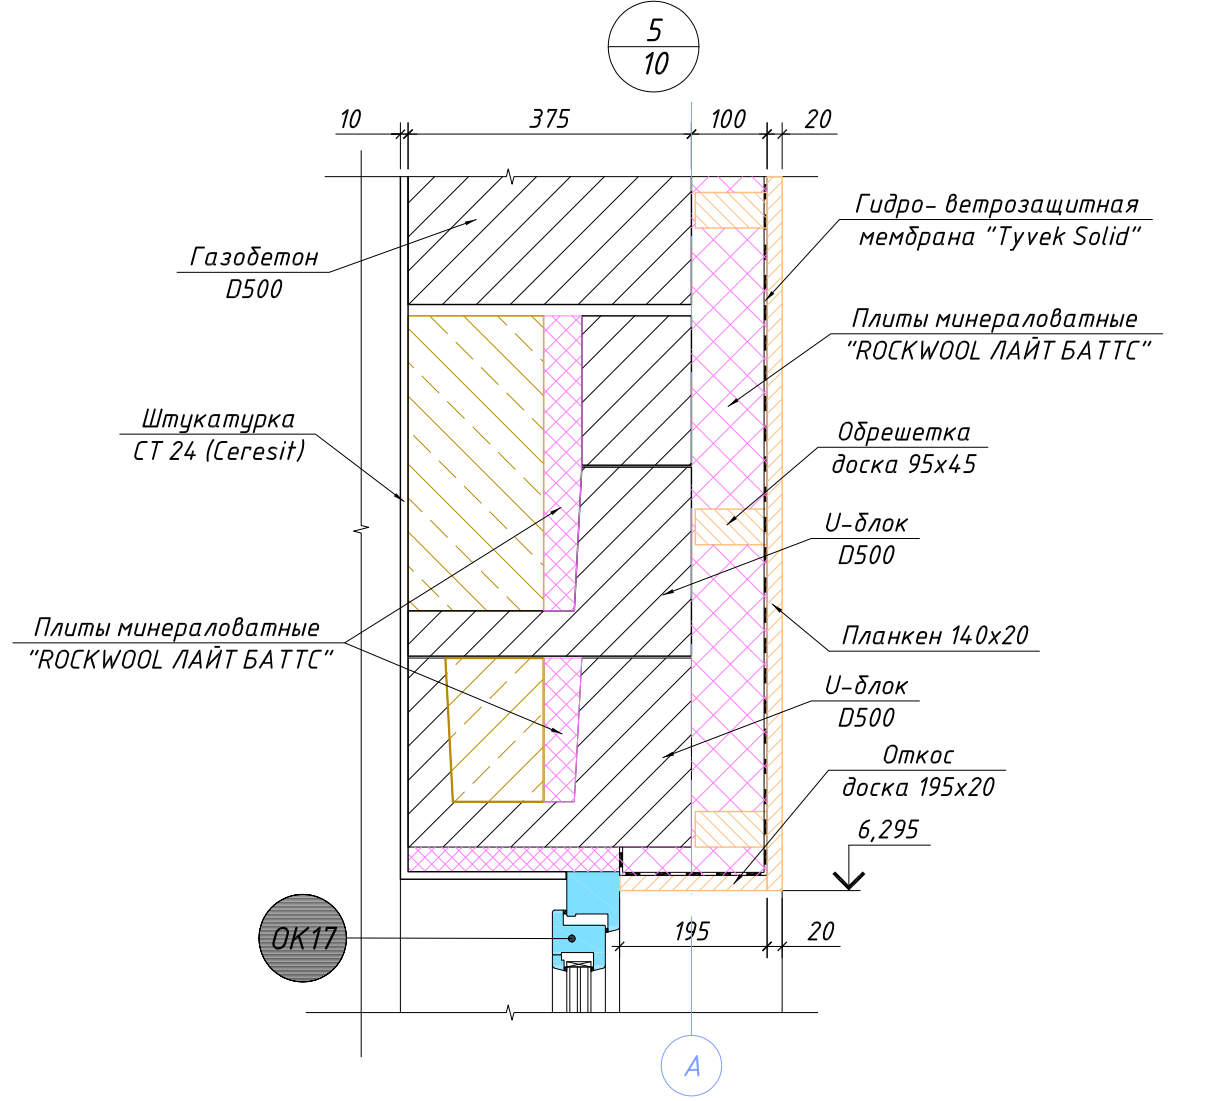 5
10
10
375
100
20
Гидро- ветрозащитная
мембрана "Tyvek Solid"
Газобетон
D500
Плиты минераловатные
"ROCKWOOL ЛАЙТ БАТТС"
Штукатурка
СТ 24 (Ceresit)
Обрешетка
доска 95х45
U-блок
D500
Плиты минераловатные
"ROCKWOOL ЛАЙТ БАТТС"
Планкен 140х20
U-блок
D500
Откос
доска 195х20
6,295
ОК17
195
20
А